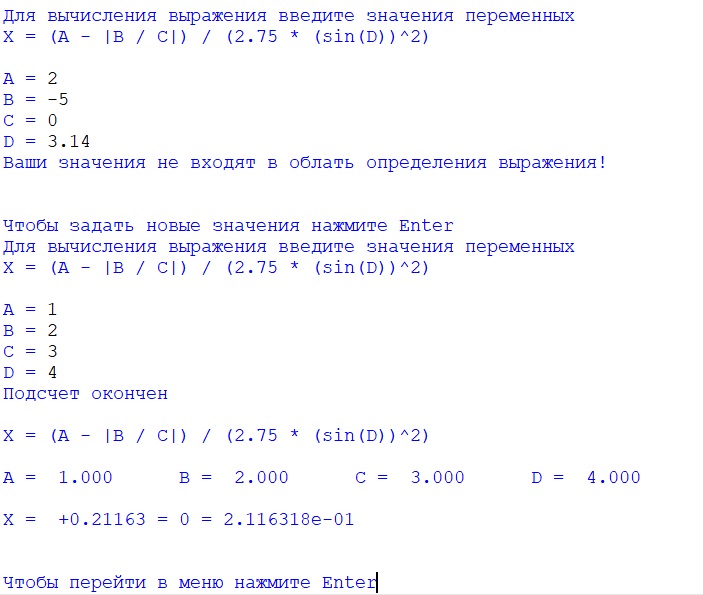 Для вычисления выражения введите значения переменных
X = (A - |B / C|) / (2.75 * (sin(D))^2)
A = 2
B = -5
C = 0
D = 3.14
Ваши значения не входят в облать определения выражения!
Чтобы задать новые значения нажмите Enter
Для вычисления выражения введите значения переменных
X = (A - |B / C|) / (2.75 * (sin(D))^2)
A = 1
B = 2
C = 3
D = 4
Подсчет окончен
X = (A - |B / C|) / (2.75 * (sin(D))^2)
A =  1.000      B =  2.000      C =  3.000      D =  4.000
X =  +0.21163 = 0 = 2.116318e-01
Чтобы перейти в меню нажмите Enter